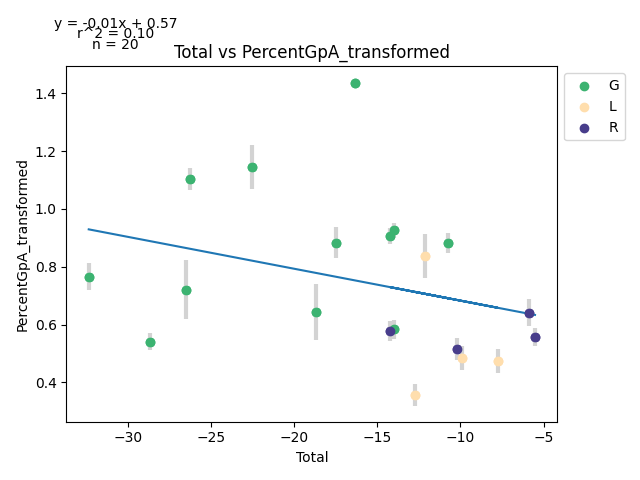 y = -0.01x + 0.57
r^2 = 0.10
n = 20
Total vs PercentGpA_transformed
G
L
R
1.4
1.2
1.0
0.8
0.6
0.4
PercentGpA_transformed
−30
−25
−20
−15
−10
−5
Total